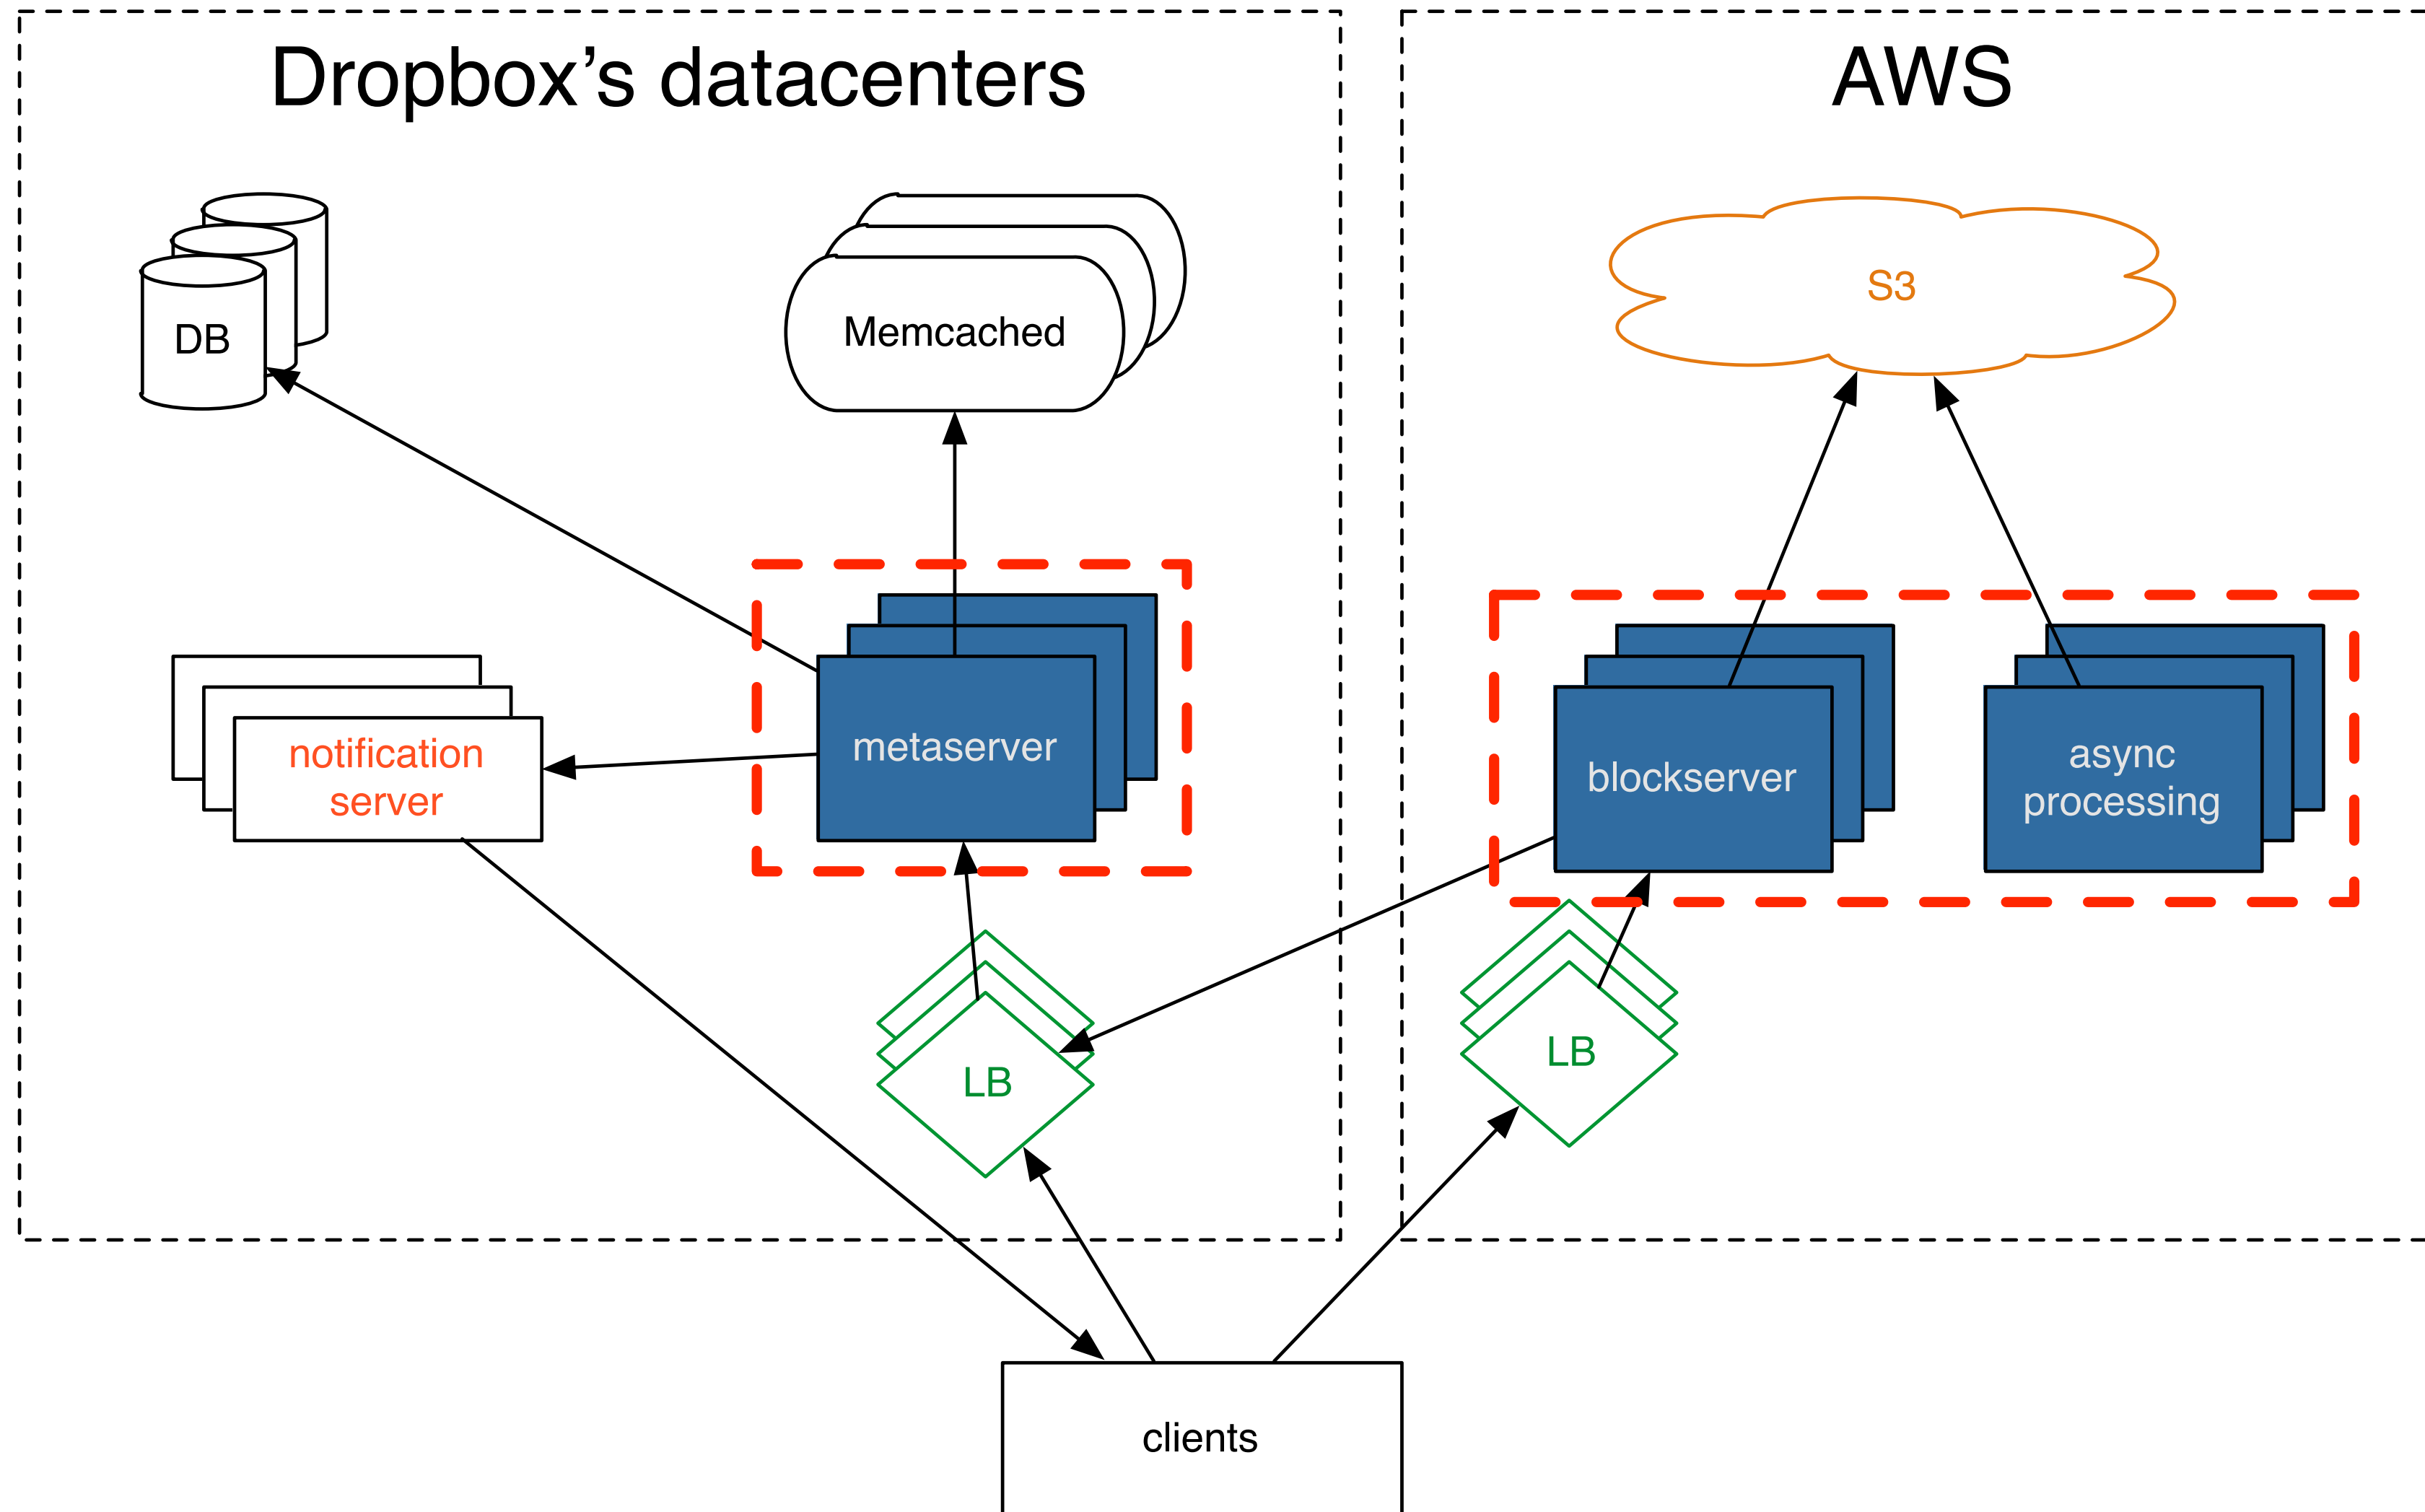 Dropbox’s datacenters
AWS
DB
Memcached
S3
notification
server
metaserver
blockserver
async
processing
LB
LB
clients